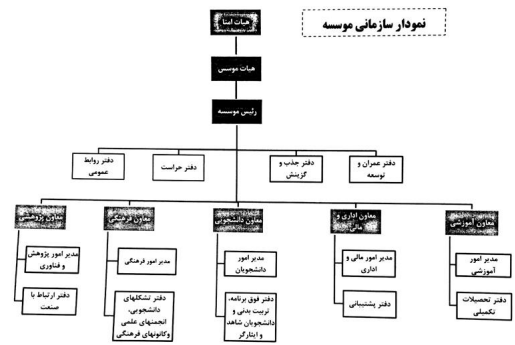 نمودار سازمانی موسسه
هیات امنا
هیات موسس
رئیس موسسه
دفتر عمران و
توسعه
دفتر جذب و
گزینش
دفتر حراست
دفتر روابط
عمومی
معاون آموزشی
معاون اداری و
مالی
معاون دانشجویی
معاون فرهنگی
معاون پژوهشی
مدیر امور
آموزشی
مدیر امور مالی و
اداری
مدیر امور
دانشجویان
مدیر امور فرهنگی
مدیر امور پژوهش
و فناوری
دفتر تحصیلات
تکمیلی
دفتر پشتیبانی
دفتر فوق برنامه،
تربیت بدنی و
دانشجویان شاهد
و ایثارگر
دفتر تشکلهای
دانشجویی،
انجمنهای علمی
وکانونهای فرهنگی
دفتر ارتباط با
صنعت